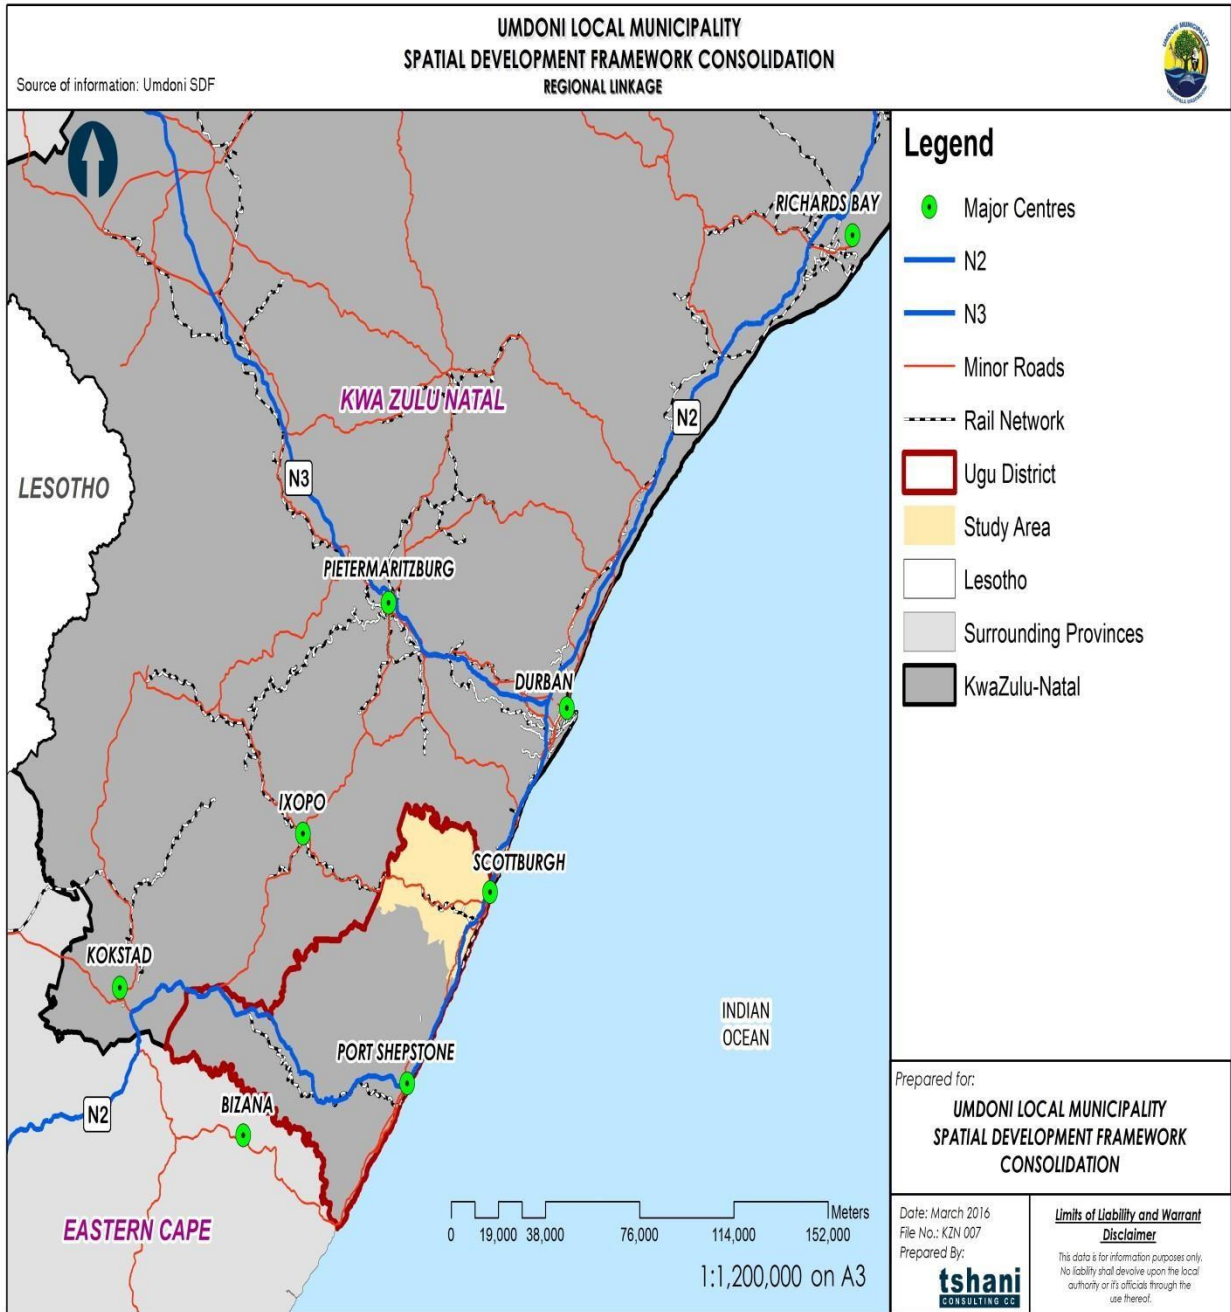 UMDONI LOCAL MUNICIPALITY
SPATIAL DEVELOPMENT FRAMEWORK CONSOLIDATION
REGIONAL LINKAGE
Source of information: Umdoni SDF
UMDONI MUNICIPALITY
Legend
Major Centres
N2
N3
Minor Roads
Rail Network
Ugu District
Study Area
Lesotho
Surrounding Provinces
KwaZulu-Natal
RICHARDS BAY
KWA ZULU NATAL
N2
LESOTHO
N3
PIETERMARITZBURG
DURBAN
IXOPO
SCOTTBURGH
KOKSTAD
INDIAN
OCEAN
PORT SHEPSTONE
BIZANA
N2
EASTERN CAPE
Meters
0 19,000 38,000 76,000 114,000 152,000
1:1,200,000 on A3
Prepared for:
UMDONI LOCAL MUNICIPALITY
SPATIAL DEVELOPMENT FRAMEWORK
CONSOLIDATION
Date: March 2016
File No.: KZN 007
Prepared By:
tshani
CONSULTING CC
Limits of Liability and Warrant
Disclaimer
This data is for information purposes only.
No liability shall devolve upon the local
authority or it's officials through the
use thereof.